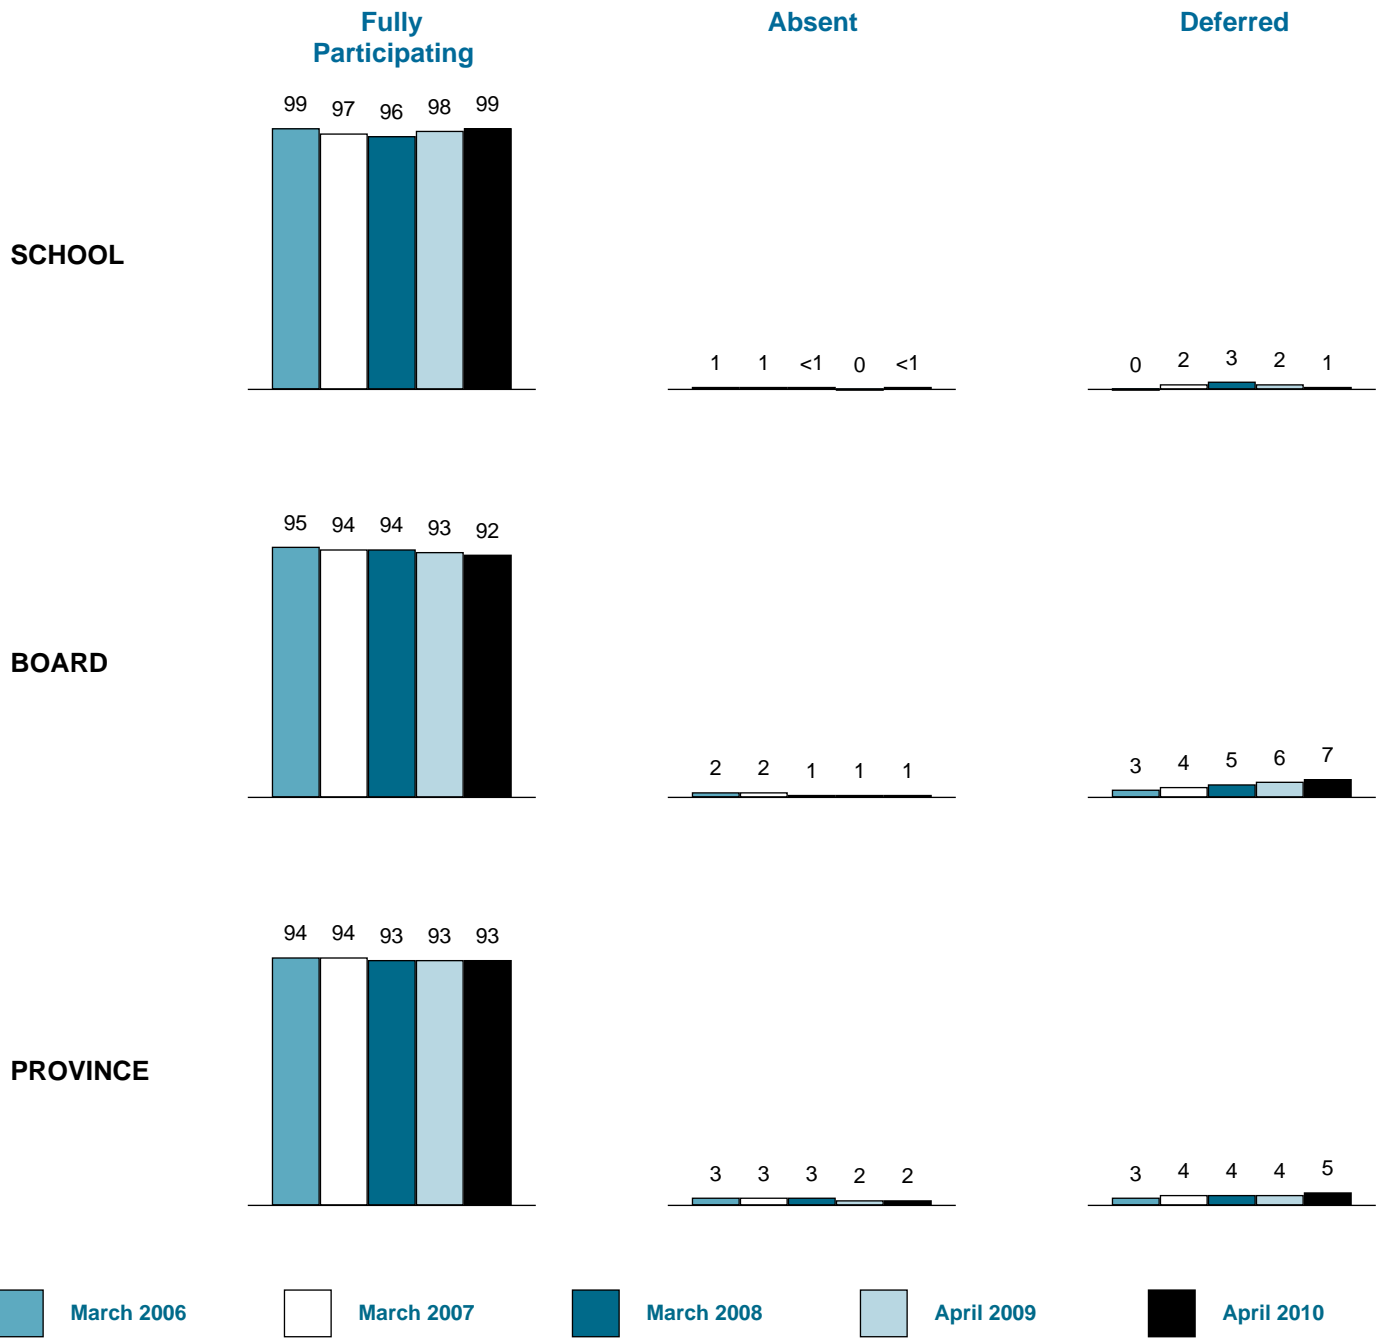 Fully
Participating
Absent
Deferred
SCHOOL
99 97 96 98 99
1 1 <1 0 <1
0 2 3 2 1
BOARD
95 94 94 93 92
2 2 1 1 1
3 4 5 6 7
PROVINCE
94 94 93 93 93
3 3 3 2 2
3 4 4 4 5
March 2006
March 2007
March 2008
April 2009
April 2010